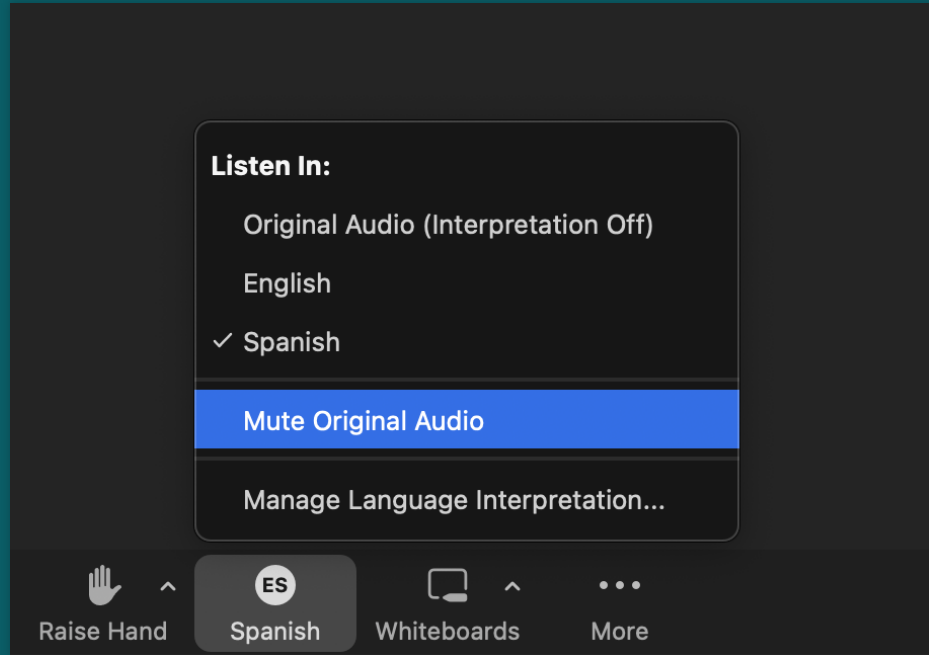 Listen In:
Original Audio (Interpretation Off)
English
Spanish
Mute Original Audio
Manage Language Interpretation...
ES
Raise Hand
Spanish
Whiteboards
More